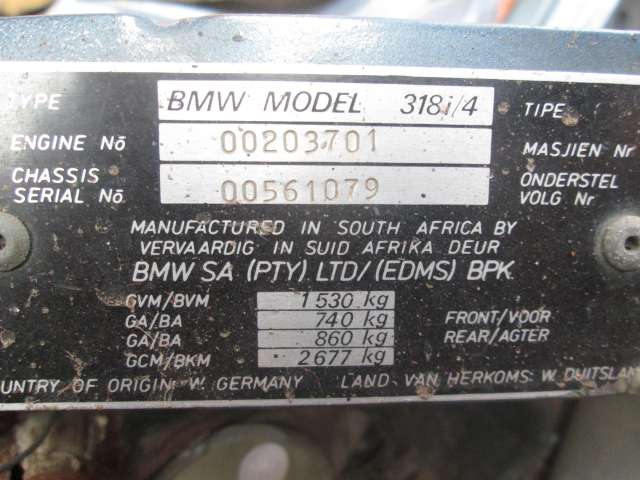 TYPE BMW MODEL 318i/4 TIPE
ENGINE Nō 00203701 MASJIEN Nr
CHASSIS SERIAL Nō 00561079 ONDERSTEL VOLG Nr
MANUFACTURED IN SOUTH AFRICA BY
VERVAARDIG IN SUID AFRIKA DEUR
BMW SA (PTY) LTD/(EDMS) BPK
GVM/BVM 1530 kg
GA/BA 740 kg FRONT/VOOR
GA/BA 860 kg REAR/AGTER
GCM/BKM 2677 kg
OUNTRY OF ORIGIN: W. GERMANY LAND VAN HERKOMS: W. DUITSLAN